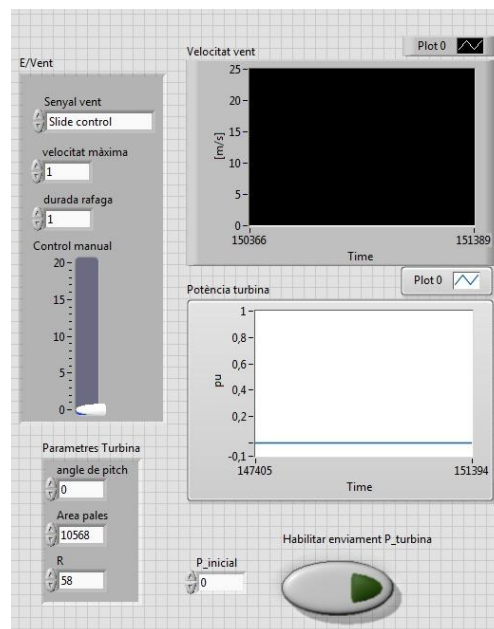 E/Vent
Senyal vent
Slide control
velocitat màxima
1
durada rafaga
1
Control manual
20
15
10
5
0
Parametres Turbina
angle de pitch
0
Area pales
10568
R
58
Velocitat vent
Plot 0
25
20
15
10
5
0
[m/s]
150366
151389
Time
Potència turbina
Plot 0
1
0,8
0,6
0,4
0,2
-0,1
pu
147405
151394
Time
P_inicial
0
Habilitar enviament P_turbina